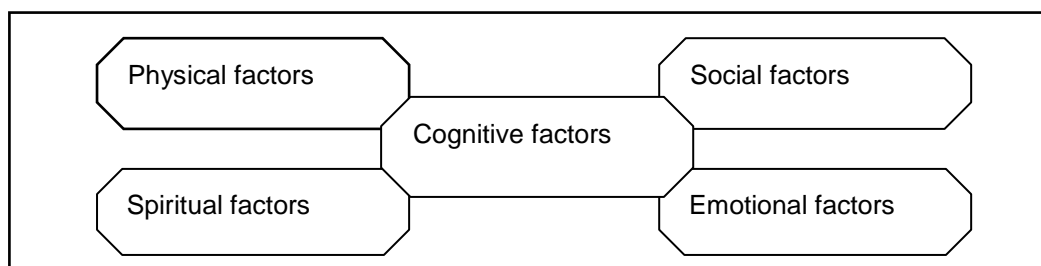 Physical factors
Social factors
Cognitive factors
Spiritual factors
Emotional factors